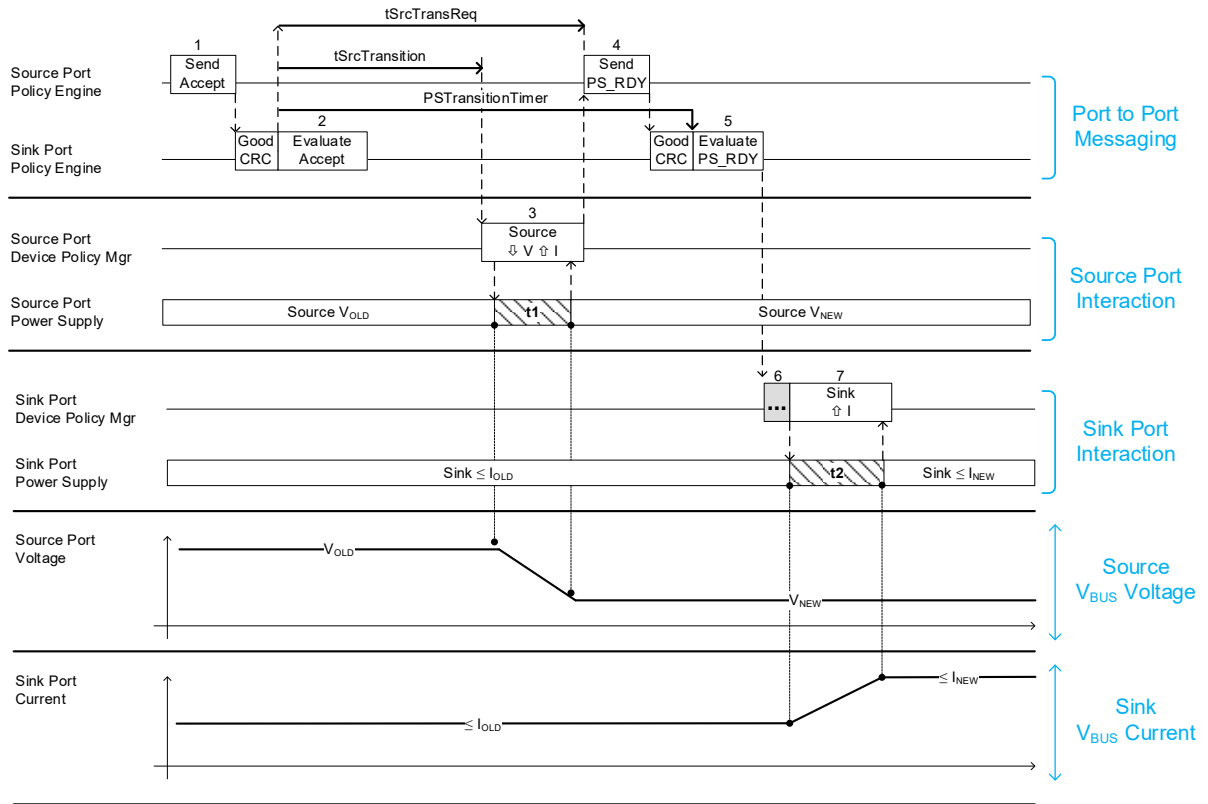 tSrcTransReq
1
tSrcTransition
4
Source Port
Policy Engine
Send
Accept
Send
PS_RDY
PSTransitionTimer
2
5
Sink Port
Policy Engine
Good
CRC
Evaluate
Accept
Good
CRC
Evaluate
PS_RDY
Port to Port
Messaging
3
Source Port
Device Policy Mgr
Source
⇩ V ⇧ I
Source Port
Power Supply
Source VOLD
t1
Source VNEW
Source Port
Interaction
6
7
Sink Port
Device Policy Mgr
...
Sink
⇧ I
Sink Port
Power Supply
Sink ≤ IOLD
t2
Sink ≤ INEW
Sink Port
Interaction
Source Port
Voltage
VOLD
VNEW
Source
VBUS Voltage
Sink Port
Current
≤ IOLD
≤ INEW
Sink
VBUS Current